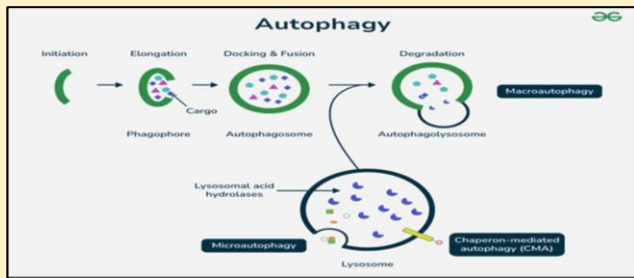 Autophagy
Initiation
Elongation
Docking & Fusion
Degradation
Cargo
Macroautophagy
Phagophore
Autophagosome
Autophagolysosome
Lysosomal acid
hydrolases
Microautophagy
Chaperon-mediated
autophagy (CMA)
Lysosome